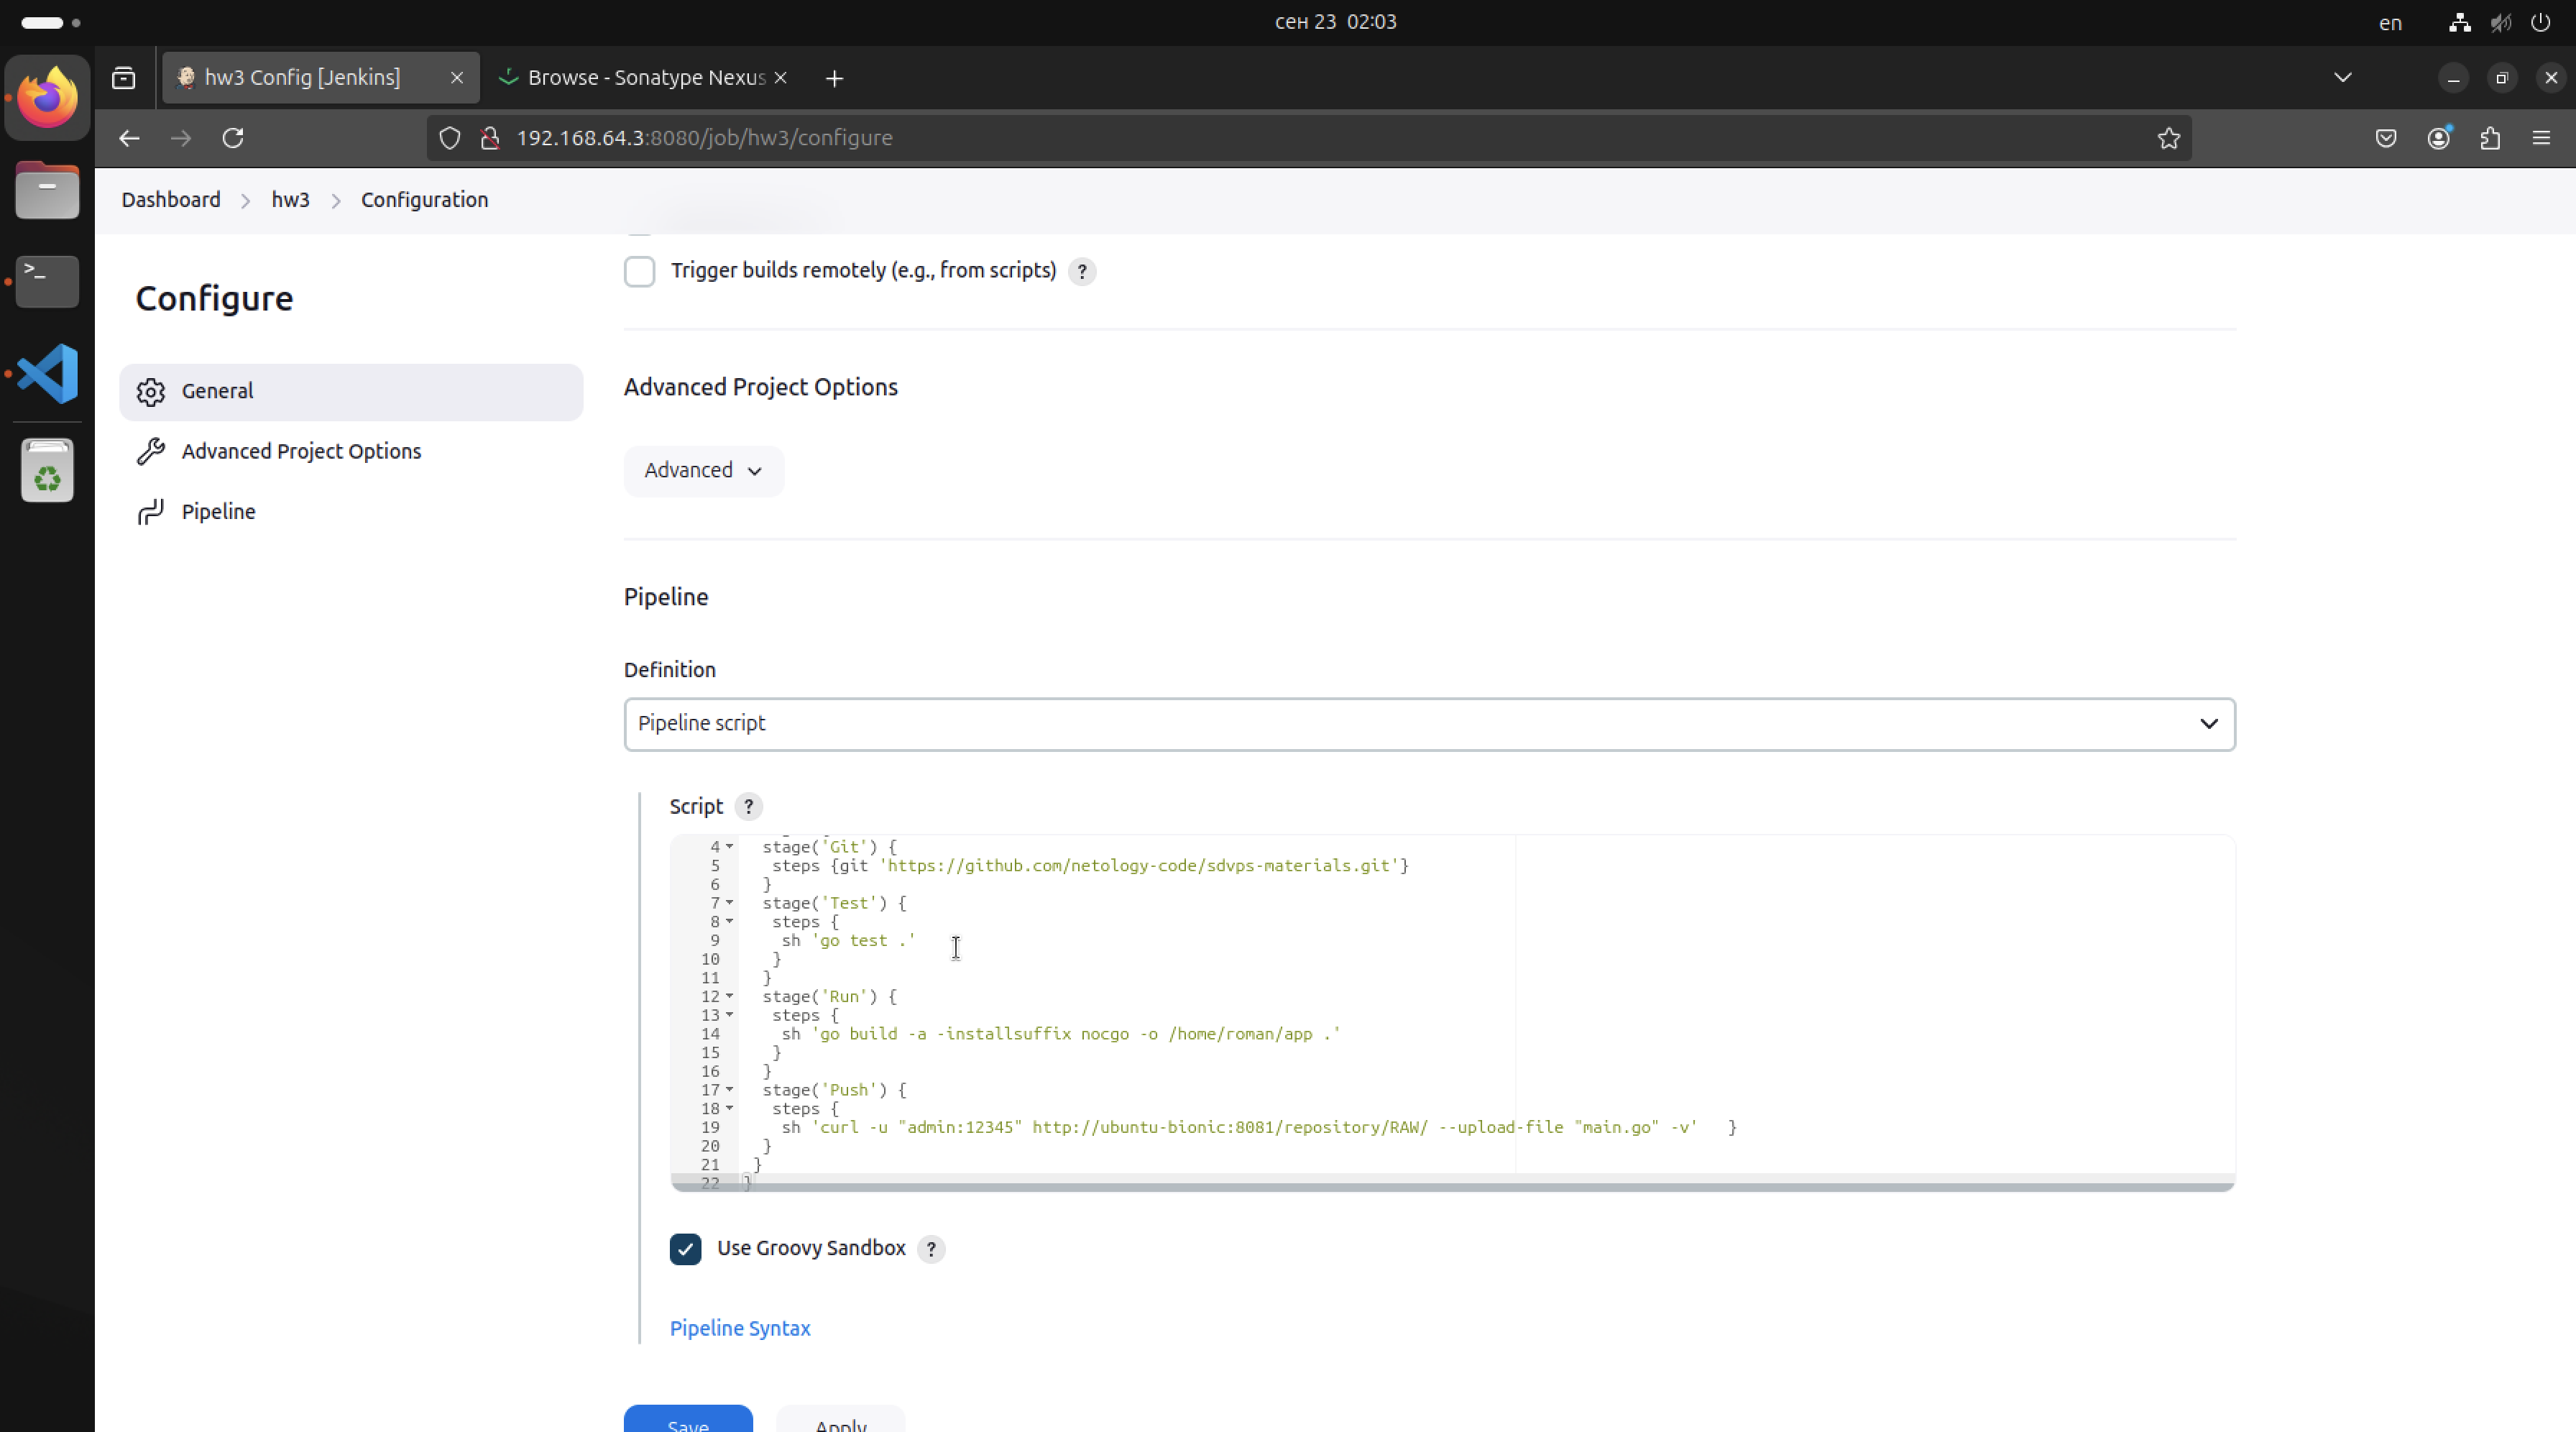 сен 23 02:03
en
hw3 Config [Jenkins]
Browse - Sonatype Nexus
192.168.64.3:8080/job/hw3/configure
Dashboard
hw3
Configuration
Configure
General
Advanced Project Options
Pipeline
Trigger builds remotely (e.g., from scripts) ?
Advanced Project Options
Advanced
Pipeline
Definition
Pipeline script
Script ?
4 stage('Git') {
5 steps {git 'https://github.com/netology-code/sdvps-materials.git'}
6 }
7 stage('Test') {
8 steps {
9 sh 'go test .'
10 }
11 }
12 stage('Run') {
13 steps {
14 sh 'go build -a -installsuffix nocgo -o /home/roman/app .'
15 }
16 }
17 stage('Push') {
18 steps {
19 sh 'curl -u "admin:12345" http://ubuntu-bionic:8081/repository/RAW/ --upload-file "main.go" -v' }
20 }
21 }
22 }
Use Groovy Sandbox ?
Pipeline Syntax
Save
Apply